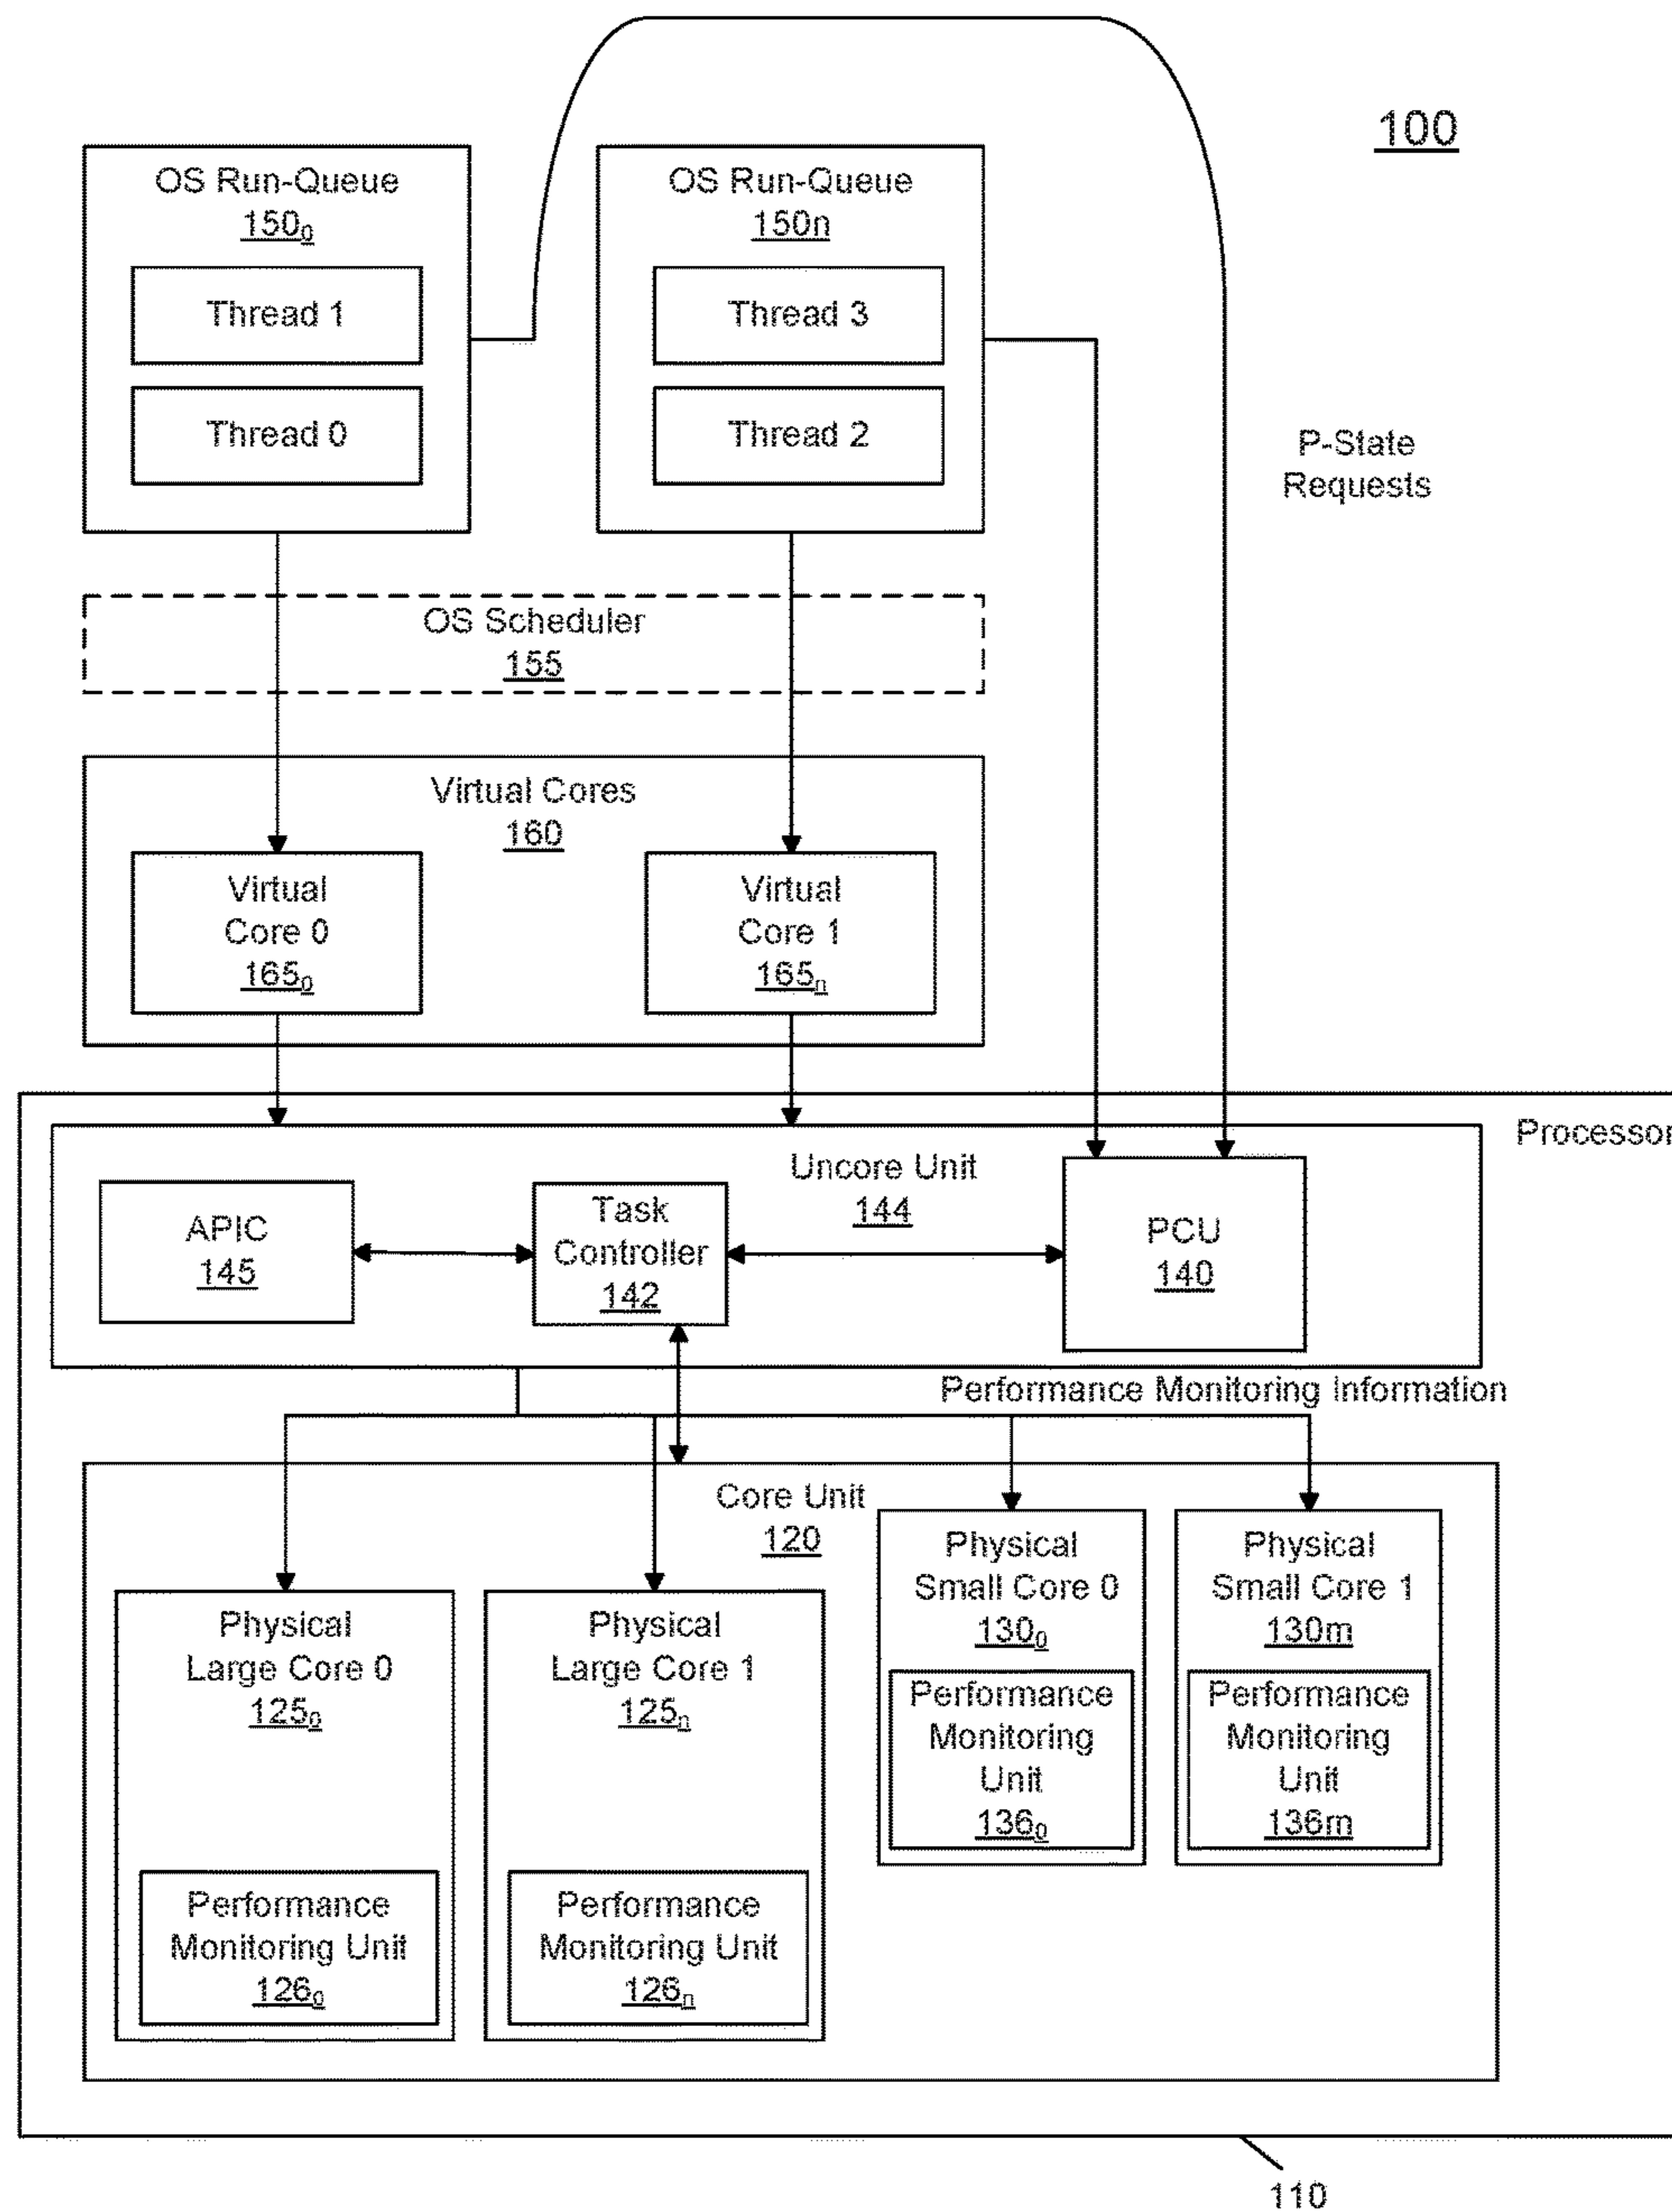 100
OS Run-Queue
150₀
Thread 1
Thread 0
OS Run-Queue
150n
Thread 3
Thread 2
P-State
Requests
OS Scheduler
155
Virtual Cores
160
Virtual
Core 0
165₀
Virtual
Core 1
165ₙ
Processor
Uncore Unit
144
APIC
145
Task
Controller
142
PCU
140
Performance Monitoring Information
Core Unit
120
Physical
Large Core 0
125₀
Performance
Monitoring Unit
126₀
Physical
Large Core 1
125ₙ
Performance
Monitoring Unit
126ₙ
Physical
Small Core 0
130₀
Performance
Monitoring
Unit
136₀
Physical
Small Core 1
130m
Performance
Monitoring
Unit
136m
110